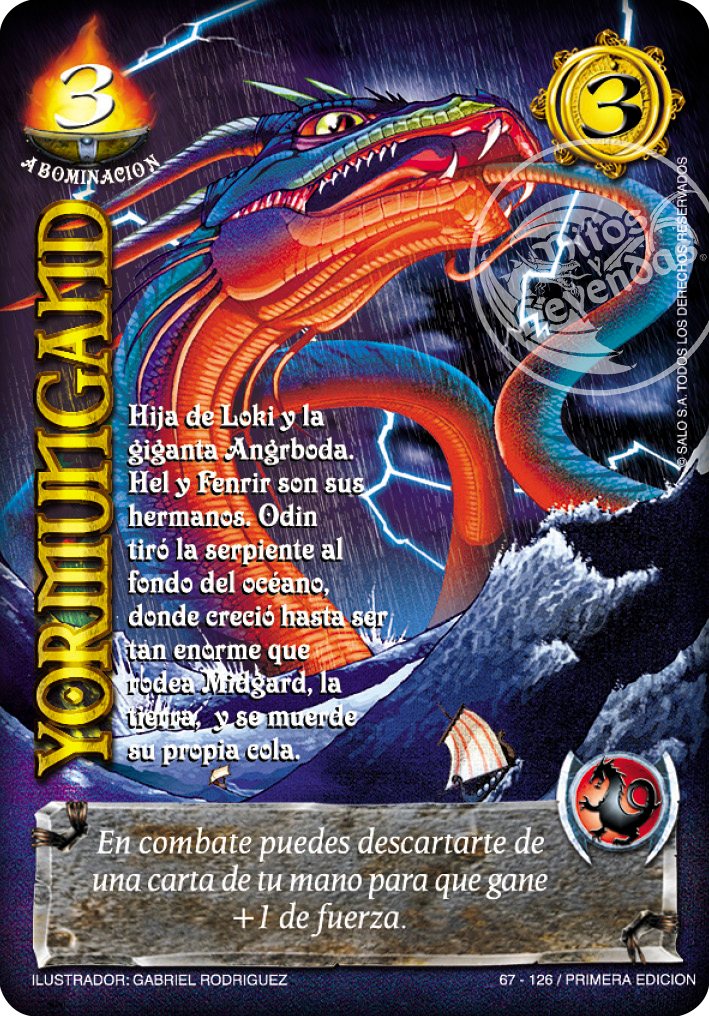 3
ABOMINACION
3
YORMUNGAND
Mitos
y
Leyendas
®
© SALO S.A. TODOS LOS DERECHOS RESERVADOS
Hija de Loki y la
giganta Angrboda.
Hel y Fenrir son sus
hermanos. Odin
tiró la serpiente al
fondo del océano,
donde creció hasta ser
tan enorme que
rodea Midgard, la
tierra, y se muerde
su propia cola.
En combate puedes descartarte de
una carta de tu mano para que gane
+1 de fuerza.
ILUSTRADOR: GABRIEL RODRIGUEZ
67 - 126 / PRIMERA EDICION